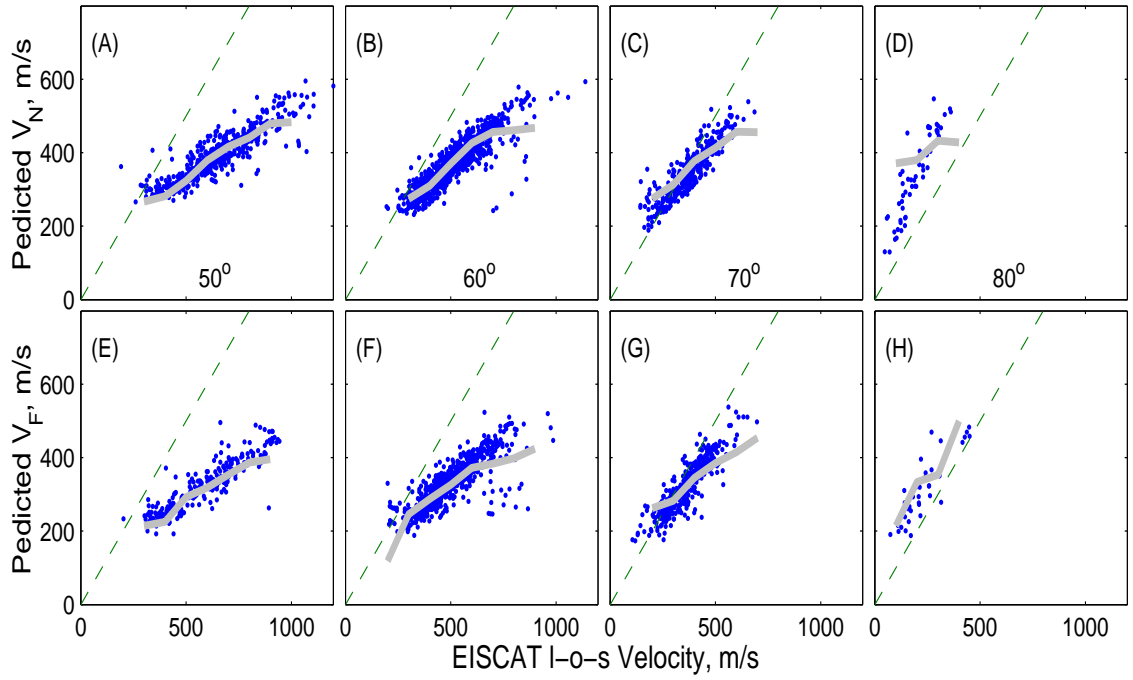 (A) (B) (C) (D)
Pedicted V_N, m/s
600
400
200
0
50° 60° 70° 80°
(E) (F) (G) (H)
Predicted V_F, m/s
600
400
200
0
0 500 1000 0 500 1000 0 500 1000 0 500 1000
EISCAT l−o−s Velocity, m/s